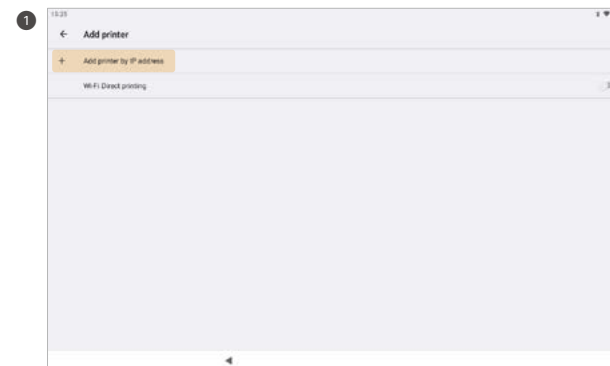 1
13:25
Add printer
Add printer by IP address
Wi-Fi Direct printing